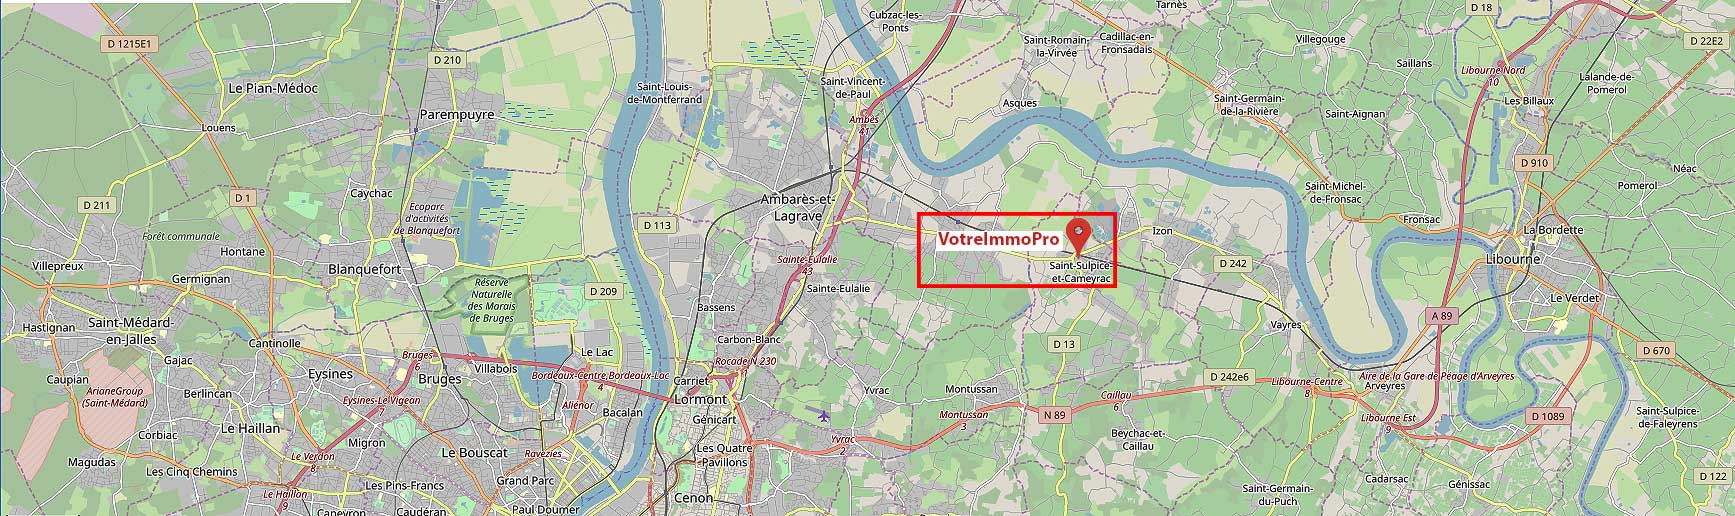 Cubzac-les-
Ponts
Tarnès
D 18
D 1215E1
Saint-Romain-
la-Virvée
Cadillac-en-
Fronsadais
Villegouge
D 22E2
D 210
Saillans
Libourne Nord
10
Lalande-de-
Pomerol
Le Pian-Médoc
Saint-Louis-
de-Montferrand
Saint-Vincent-
de-Paul
Asques
Saint-Germain-
de-la-Rivière
Les Billaux
Parempuyre
Saint-Aignan
Louens
Ambès
41
D 910
Néac
Caychac
D 1
D 211
Ambarès-et-
Lagrave
Saint-Michel-
de-Fronsac
Pomerol
Ecoparc
d'activités
de Blanquefort
D 113
Fronsac
Forêt communale
VotreImmoPro
Izon
La Bordette
Hontane
Villepreux
Blanquefort
Sainte-Eulalie
43
Saint-Sulpice-
et-Cameyrac
D 242
Libourne
Germignan
Réserve
Naturelle
des Marais
de Bruges
D 209
Sainte-Eulalie
Le Verdet
Bassens
Hastignan
Saint-Médard-
en-Jalles
Vayres
A 89
Cantinolle
Carbon-Blanc
D 13
D 670
Gajac
Bruges
6
Le Lac
Rocade N 230
Villabois
Bordeaux-Centre,Bordeaux-Lac
4
Caupian
Eysines
Bruges
Carriet
D 242e6
Libourne-Centre
8
Aire de la Gare de Péage d'Arveyres
Arveyres
ArianeGroup
(Saint-Médard)
Berlincan
Eysines-Le-Vigean
7
Lormont
Yvrac
Montussan
Caillau
6
Aliénor
Bacalan
Montussan
3
N 89
Libourne Est
9
D 1089
Saint-Sulpice-
de-Faleyrens
Le Haillan
Génicart
Corbiac
Migron
Yvrac
2
Beychac-et-
Caillau
Magudas
Le Verdon
8
Le Bouscat
Ravezies
Les Quatre
Pavillons
Les Cinq Chemins
Les Pins-Francs
Grand Parc
Cenon
Saint-Germain-
du-Puch
Cadarsac
Génissac
D 122
Le Haillan
9
Capeyron
Caudéran
Paul Doumer